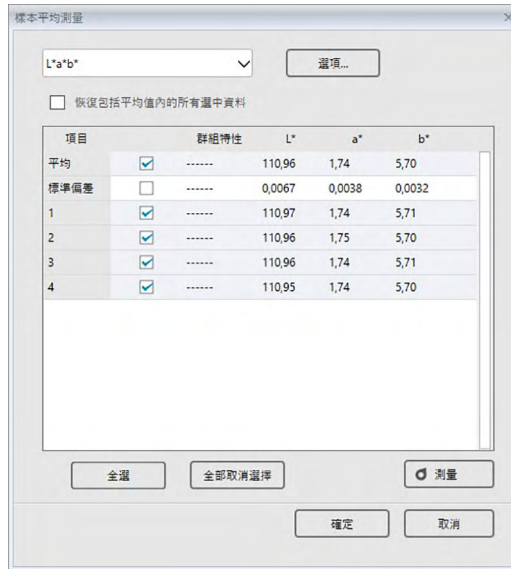 樣本平均測量
L*a*b*
選項...
恢復包括平均值內的所有選中資料
項目 群組特性 L* a* b*
平均 ------ 110,96 1,74 5,70
標準偏差 0,0067 0,0038 0,0032
1 ------ 110,97 1,74 5,71
2 ------ 110,96 1,75 5,70
3 ------ 110,96 1,74 5,71
4 ------ 110,95 1,74 5,70
全選 全部取消選擇 測量
確定 取消